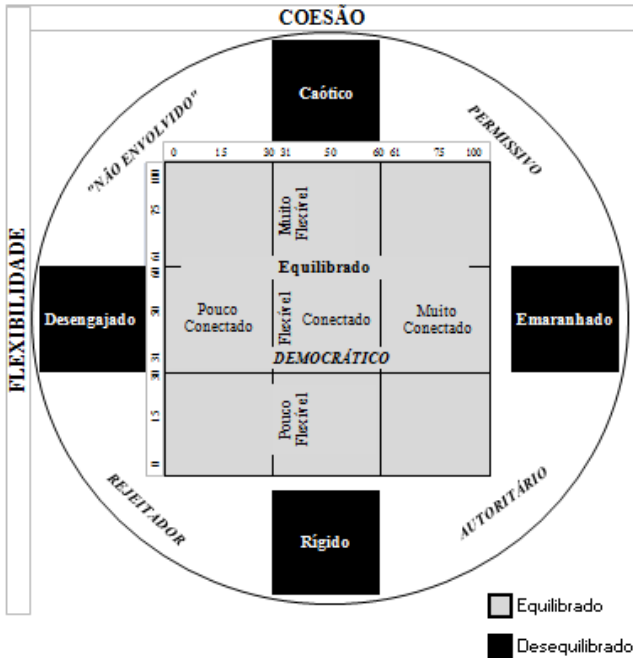 COESÃO
FLEXIBILIDADE
Caótico
"NÃO ENVOLVIDO"
PERMISSIVO
0 15 30 31 50 60 61 100
100
75
61
60
50
31
30
15
0
Muito
Flexível
Equilibrado
Desengajado
Pouco
Conectado
Flexível
Conectado
Muito
Conectado
Emaranhado
DEMOCRÁTICO
Pouco
Flexível
REJEITADOR
AUTORITÁRIO
Rígido
Equilibrado
Desequilibrado